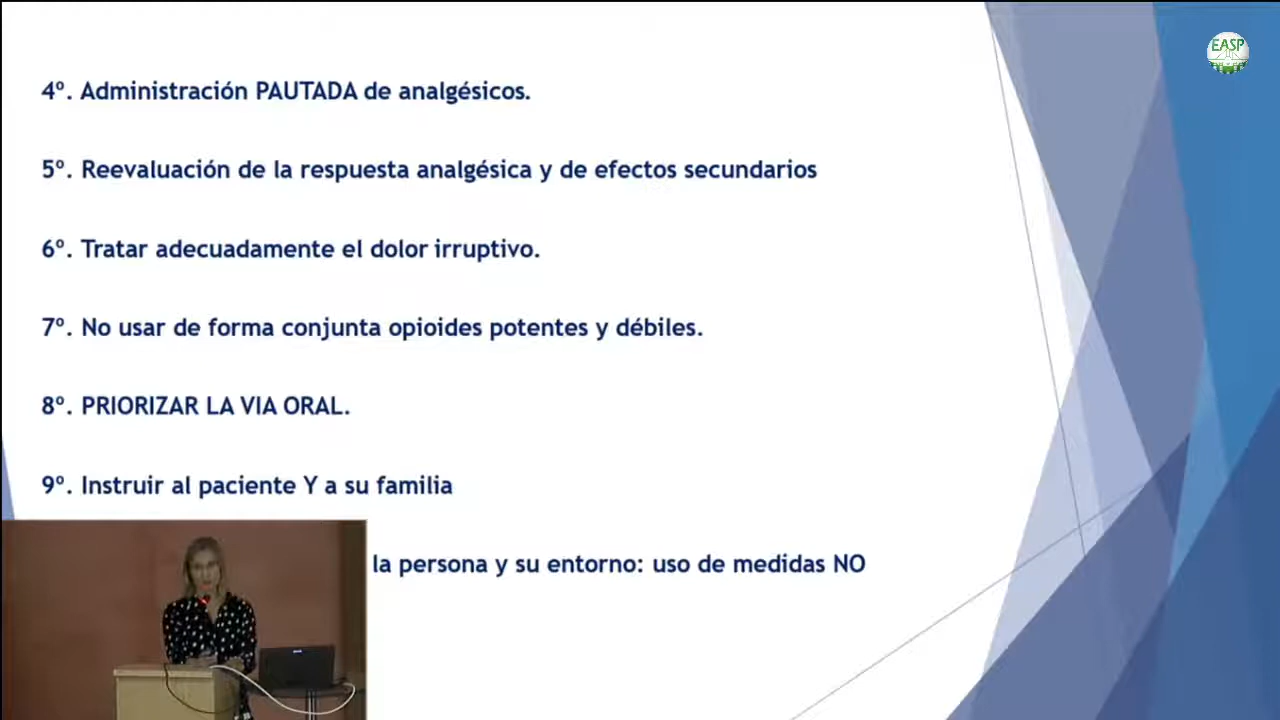 EASP
4º. Administración PAUTADA de analgésicos.
5º. Reevaluación de la respuesta analgésica y de efectos secundarios
6º. Tratar adecuadamente el dolor irruptivo.
7º. No usar de forma conjunta opioides potentes y débiles.
8º. PRIORIZAR LA VIA ORAL.
9º. Instruir al paciente Y a su familia
la persona y su entorno: uso de medidas NO